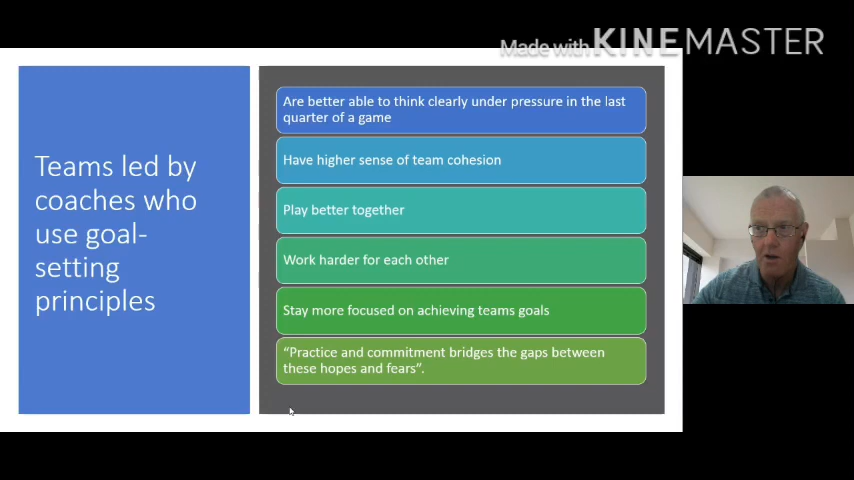 Made with KINEMASTER
Teams led by
coaches who
use goal-
setting
principles
Are better able to think clearly under pressure in the last
quarter of a game
Have higher sense of team cohesion
Play better together
Work harder for each other
Stay more focused on achieving teams goals
“Practice and commitment bridges the gaps between
these hopes and fears”.